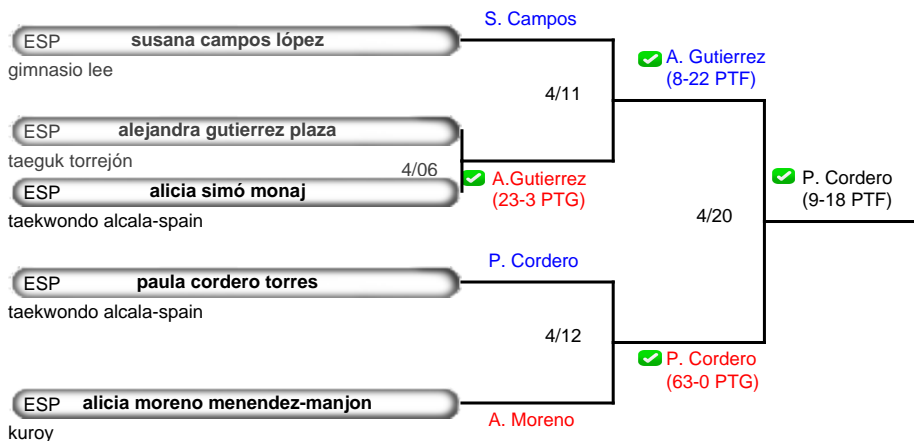 S. Campos
ESP susana campos lópez
gimnasio lee
A. Gutierrez
(8-22 PTF)
4/11
ESP alejandra gutierrez plaza
taeguk torrejón
4/06
A.Gutierrez
(23-3 PTG)
ESP alicia simó monaj
taekwondo alcala-spain
P. Cordero
(9-18 PTF)
4/20
P. Cordero
ESP paula cordero torres
taekwondo alcala-spain
4/12
P. Cordero
(63-0 PTG)
ESP alicia moreno menendez-manjon
A. Moreno
kuroy